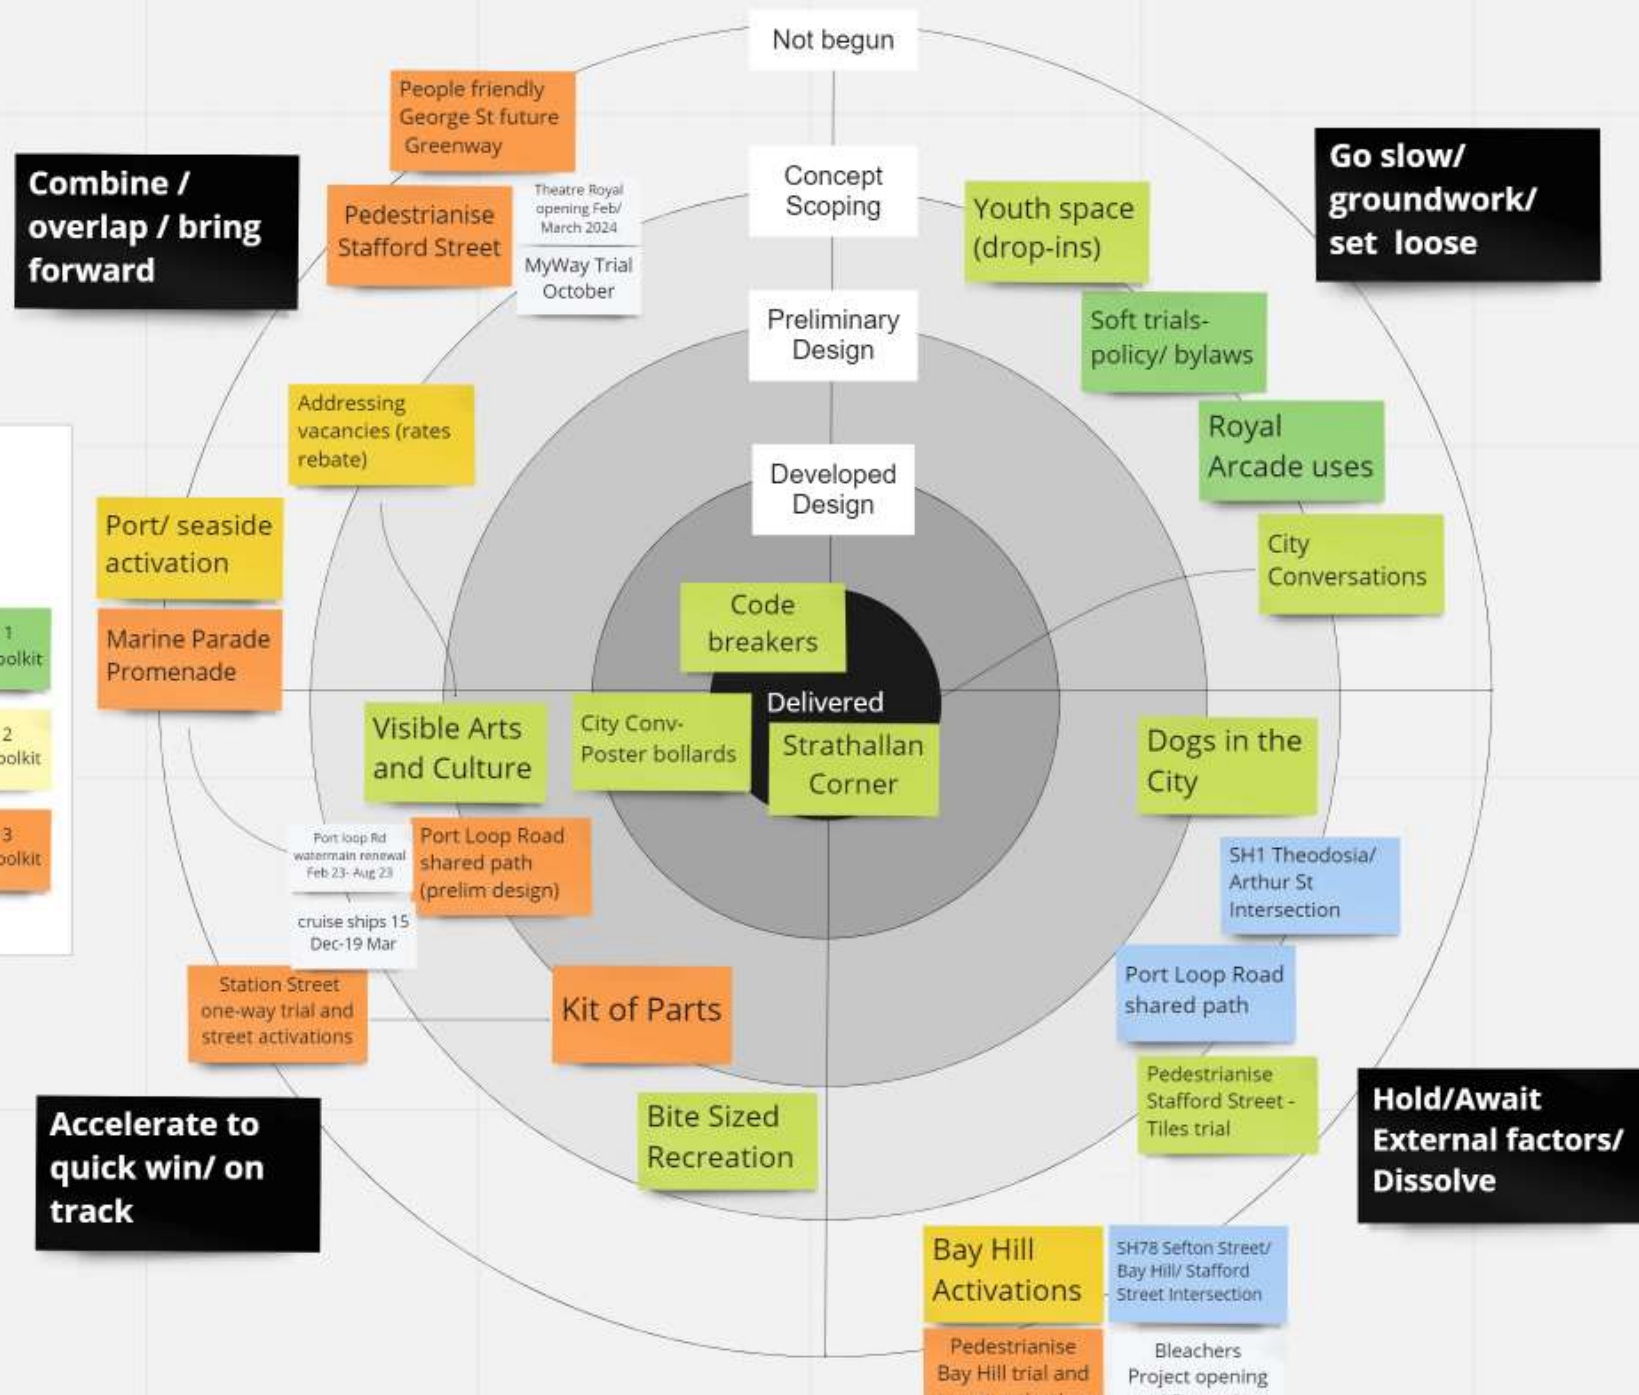 Not begun
People friendly
George St future
Greenway
Combine /
overlap / bring
forward
Pedestrianise
Stafford Street
Theatre Royal
opening Feb/
March 2024
MyWay Trial
October
Concept
Scoping
Youth space
(drop-ins)
Go slow/
groundwork/
set loose
Preliminary
Design
Soft trials-
policy/ bylaws
Addressing
vacancies (rates
rebate)
Royal
Arcade uses
Developed
Design
Port/ seaside
activation
City
Conversations
Marine Parade
Promenade
Code
breakers
Delivered
1
2
3
Visible Arts
and Culture
City Conv-
Poster bollards
Strathallan
Corner
Dogs in the
City
Port loop Rd
watermain renewal
Feb 23- Aug 23
Port Loop Road
shared path
(prelim design)
SH1 Theodosia/
Arthur St
Intersection
cruise ships 15
Dec-19 Mar
Station Street
one-way trial and
street activations
Kit of Parts
Port Loop Road
shared path
Pedestrianise
Stafford Street -
Tiles trial
Accelerate to
quick win/ on
track
Bite Sized
Recreation
Hold/Await
External factors/
Dissolve
Bay Hill
Activations
SH78 Sefton Street/
Bay Hill/ Stafford
Street Intersection
Pedestrianise
Bay Hill trial and
Bleachers
Project opening